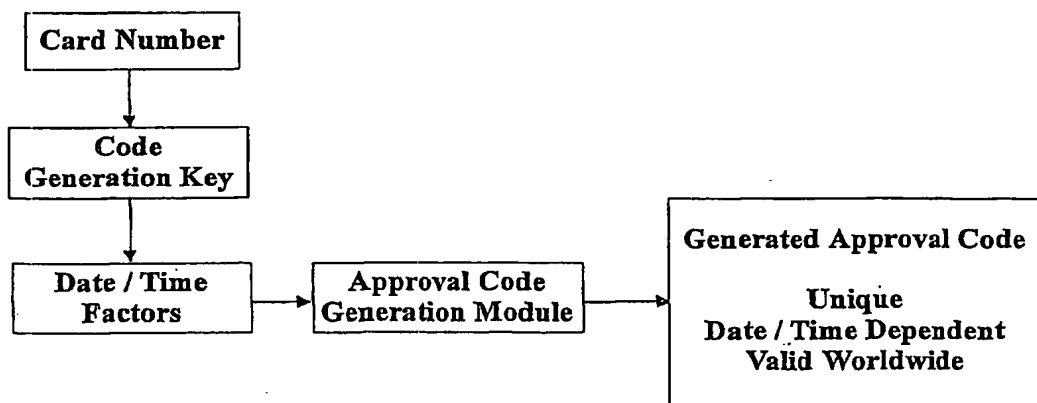 Card Number
Code
Generation Key
Date / Time
Factors
Approval Code
Generation Module
Generated Approval Code
Unique
Date / Time Dependent
Valid Worldwide